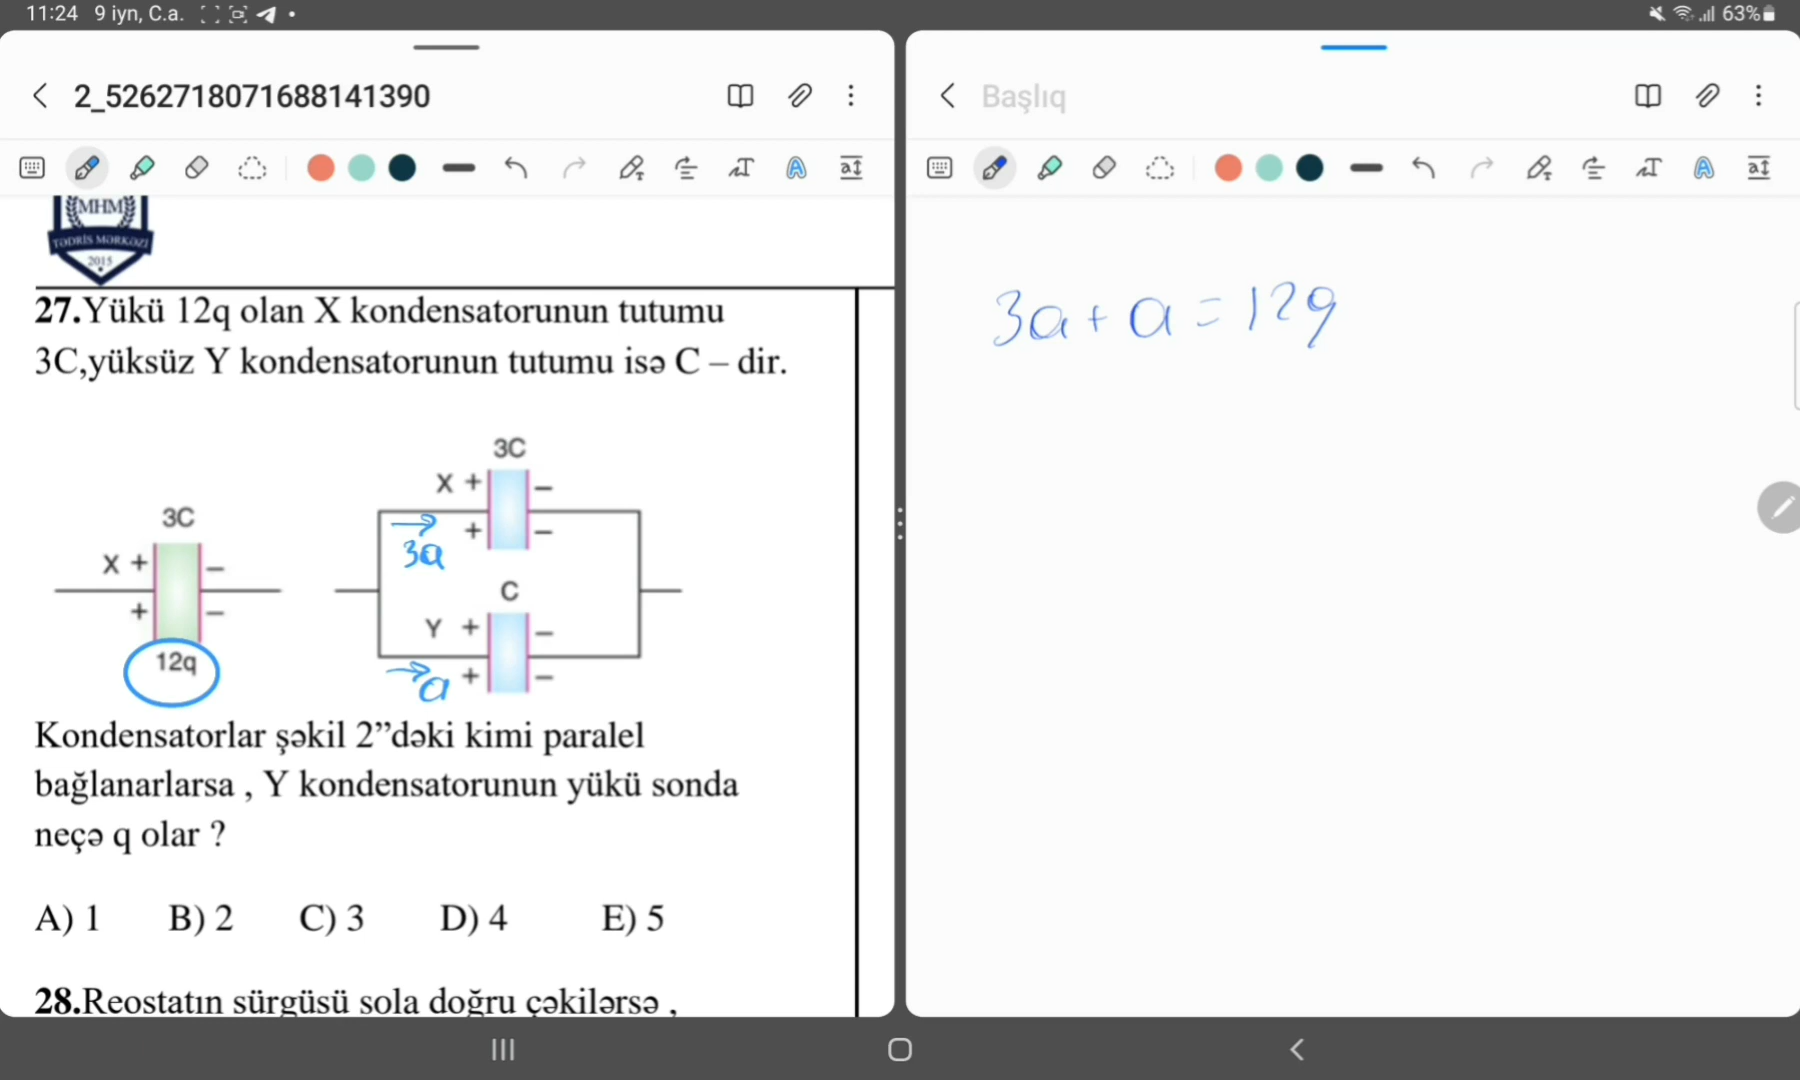 11:24 9 iyn, C.a. 63%
2_5262718071688141390
MHM
TƏDRİS MƏRKƏZİ
2015
27.Yükü 12q olan X kondensatorunun tutumu
3C,yüksüz Y kondensatorunun tutumu isə C – dir.
3C
X + –
+ –
12q
3C
X + –
+ –
3a
C
Y + –
+ –
a
Kondensatorlar şəkil 2”dəki kimi paralel
bağlanarlarsa , Y kondensatorunun yükü sonda
neçə q olar ?
A) 1 B) 2 C) 3 D) 4 E) 5
28.Reostatın sürgüsü sola doğru çəkilərsə ,
Başlıq
3a + a = 12q